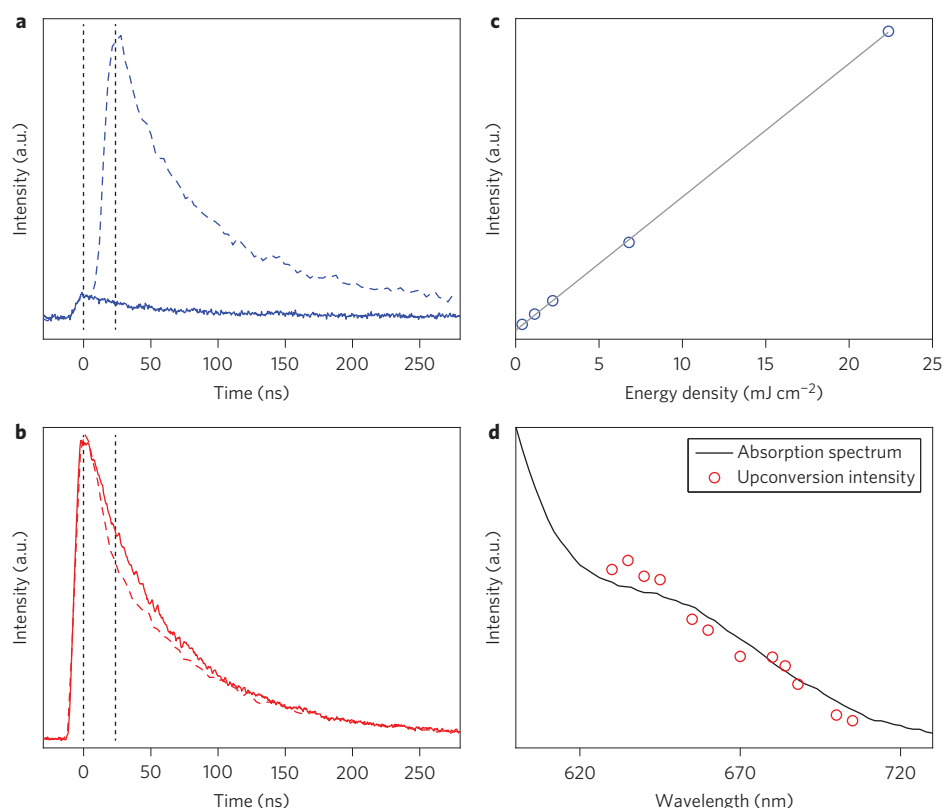 a
Intensity (a.u.)
0 50 100 150 200 250
Time (ns)
c
Intensity (a.u.)
0 5 10 15 20 25
Energy density (mJ cm⁻²)
b
Intensity (a.u.)
0 50 100 150 200 250
Time (ns)
d
Absorption spectrum
Upconversion intensity
Intensity (a.u.)
620 670 720
Wavelength (nm)